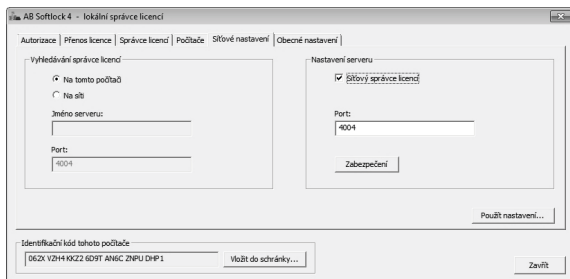 AB Softlock 4 - lokální správce licencí
Autorizace Přenos licence Správce licencí Počítače Síťové nastavení Obecné nastavení
Vyhledávání správce licencí
Na tomto počítači
Na síti
Jméno serveru:
Port:
4004
Nastavení serveru
Síťový správce licencí
Port:
4004
Zabezpečení
Použít nastavení...
Identifikační kód tohoto počítače
062X VZH4 KKZ2 6D9T AN6C ZNPU DHP1
Vložit do schránky...
Zavřít